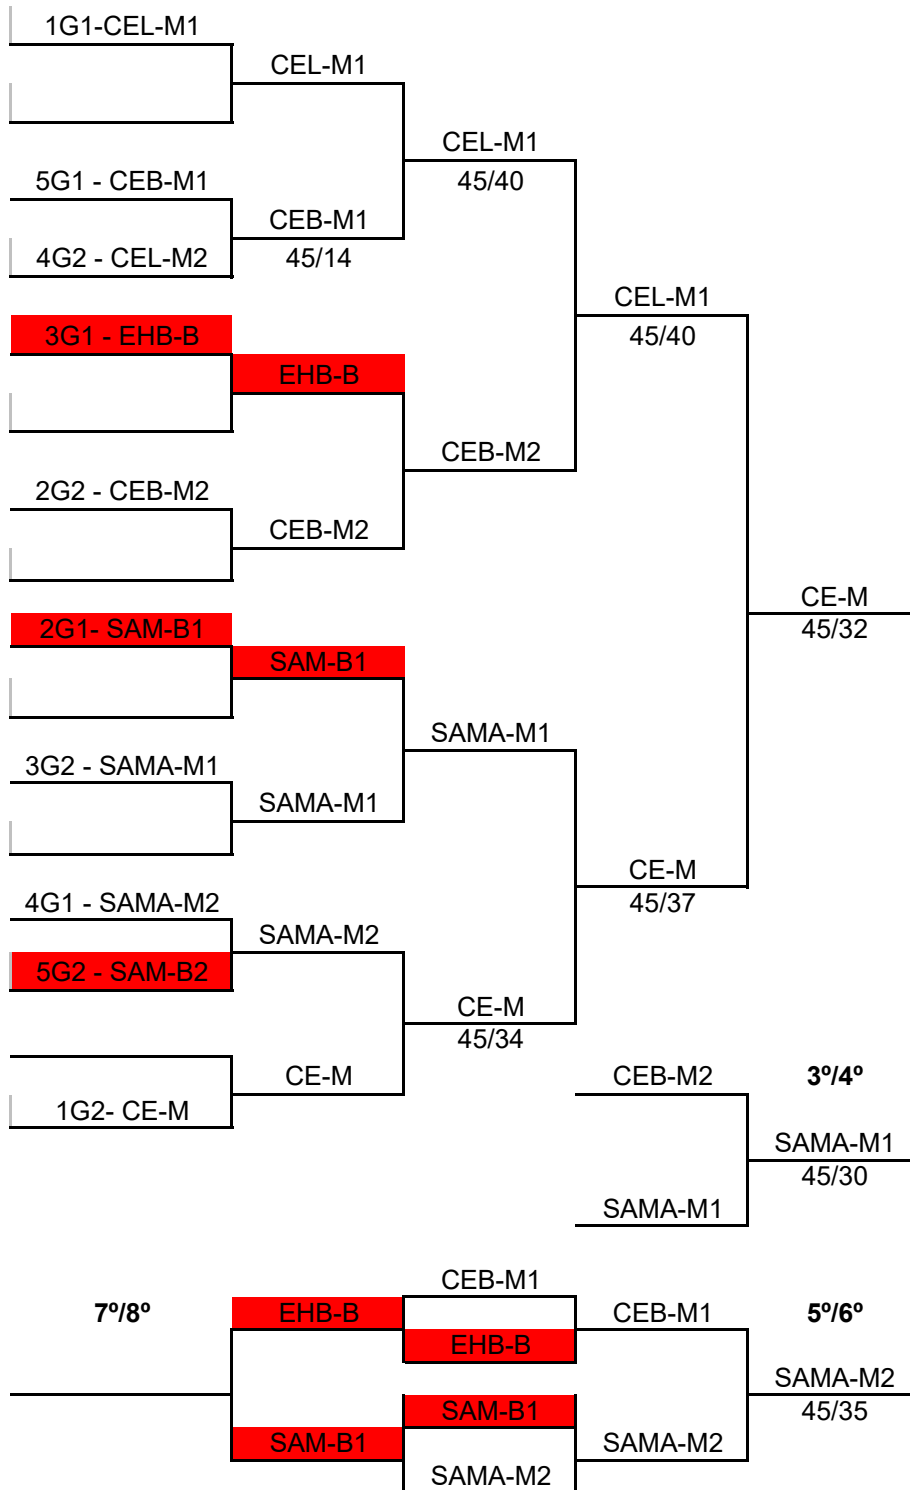 1G1-CEL-M1
CEL-M1
CEL-M1
45/40
5G1 - CEB-M1
CEB-M1
45/14
4G2 - CEL-M2
CEL-M1
45/40
3G1 - EHB-B
EHB-B
CEB-M2
2G2 - CEB-M2
CEB-M2
CE-M
45/32
2G1- SAM-B1
SAM-B1
SAMA-M1
3G2 - SAMA-M1
SAMA-M1
CE-M
45/37
4G1 - SAMA-M2
SAMA-M2
5G2 - SAM-B2
CE-M
45/34
CE-M
1G2- CE-M
CEB-M2
3º/4º
SAMA-M1
45/30
SAMA-M1
CEB-M1
7º/8º
EHB-B
CEB-M1
5º/6º
EHB-B
SAMA-M2
45/35
SAM-B1
SAM-B1
SAMA-M2
SAMA-M2